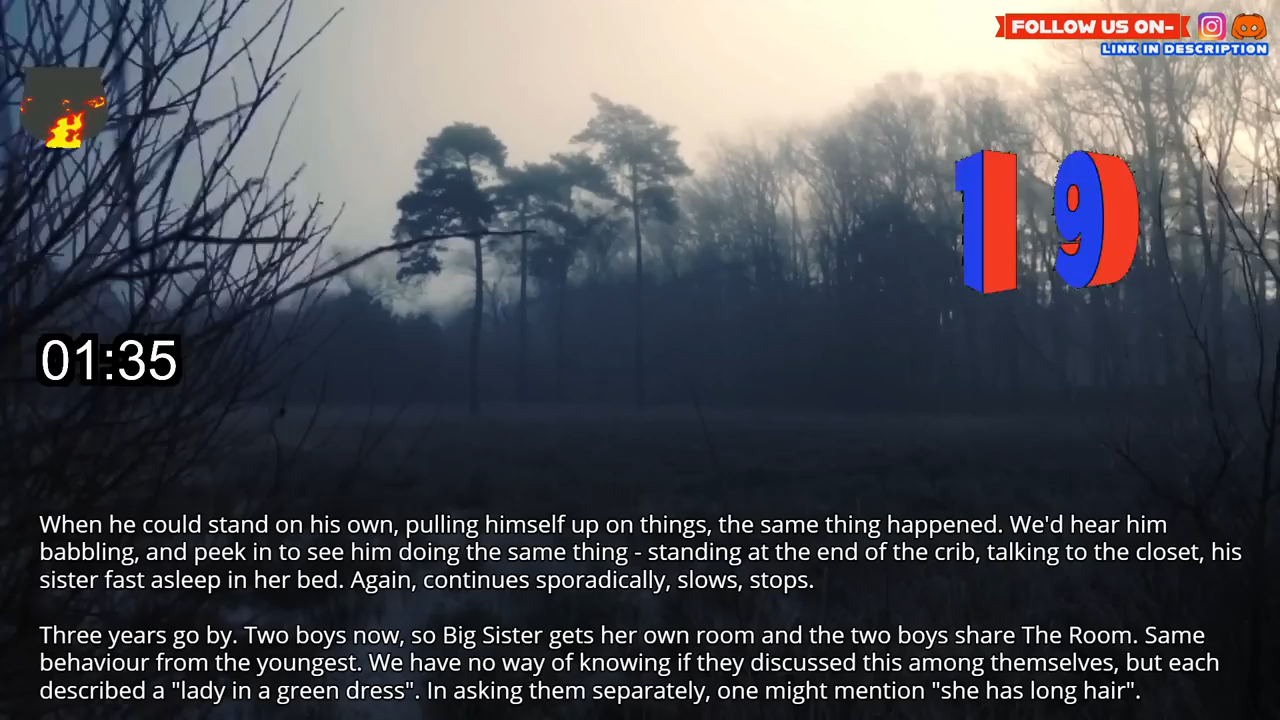 FOLLOW US ON-
LINK IN DESCRIPTION
19
01:35
When he could stand on his own, pulling himself up on things, the same thing happened. We'd hear him
babbling, and peek in to see him doing the same thing - standing at the end of the crib, talking to the closet, his
sister fast asleep in her bed. Again, continues sporadically, slows, stops.
Three years go by. Two boys now, so Big Sister gets her own room and the two boys share The Room. Same
behaviour from the youngest. We have no way of knowing if they discussed this among themselves, but each
described a "lady in a green dress". In asking them separately, one might mention "she has long hair".